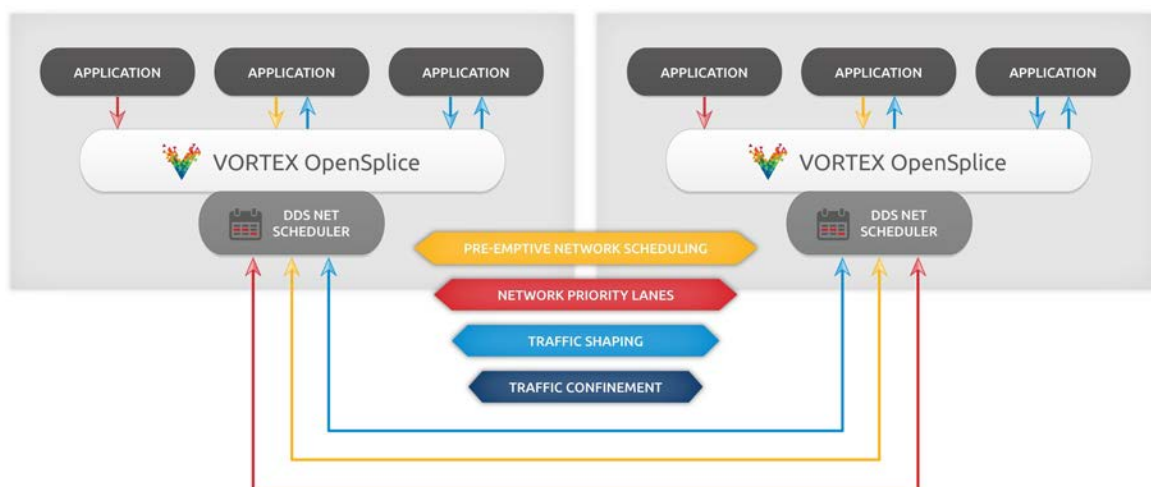 APPLICATION
APPLICATION
APPLICATION
VORTEX OpenSplice
DDS NET
SCHEDULER
APPLICATION
APPLICATION
APPLICATION
VORTEX OpenSplice
DDS NET
SCHEDULER
PRE-EMPTIVE NETWORK SCHEDULING
NETWORK PRIORITY LANES
TRAFFIC SHAPING
TRAFFIC CONFINEMENT